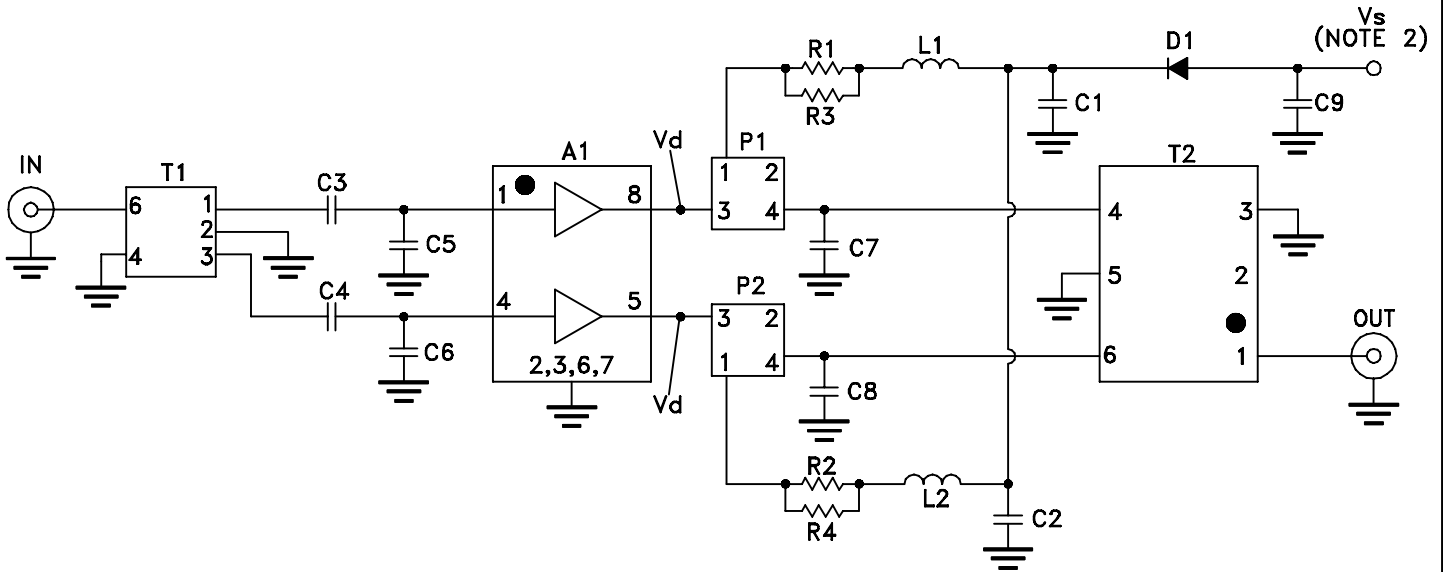 Vs
(NOTE 2)
R1
L1
D1
R3
C1
C9
Vd
P1
1 2
3 4
IN
T1
6 1
2
4 3
C3
C5
C4
C6
A1
1 8
4 5
2,3,6,7
C7
P2
3 2
1 4
Vd
C8
T2
4 3
5 2
6 1
OUT
R2
L2
R4
C2